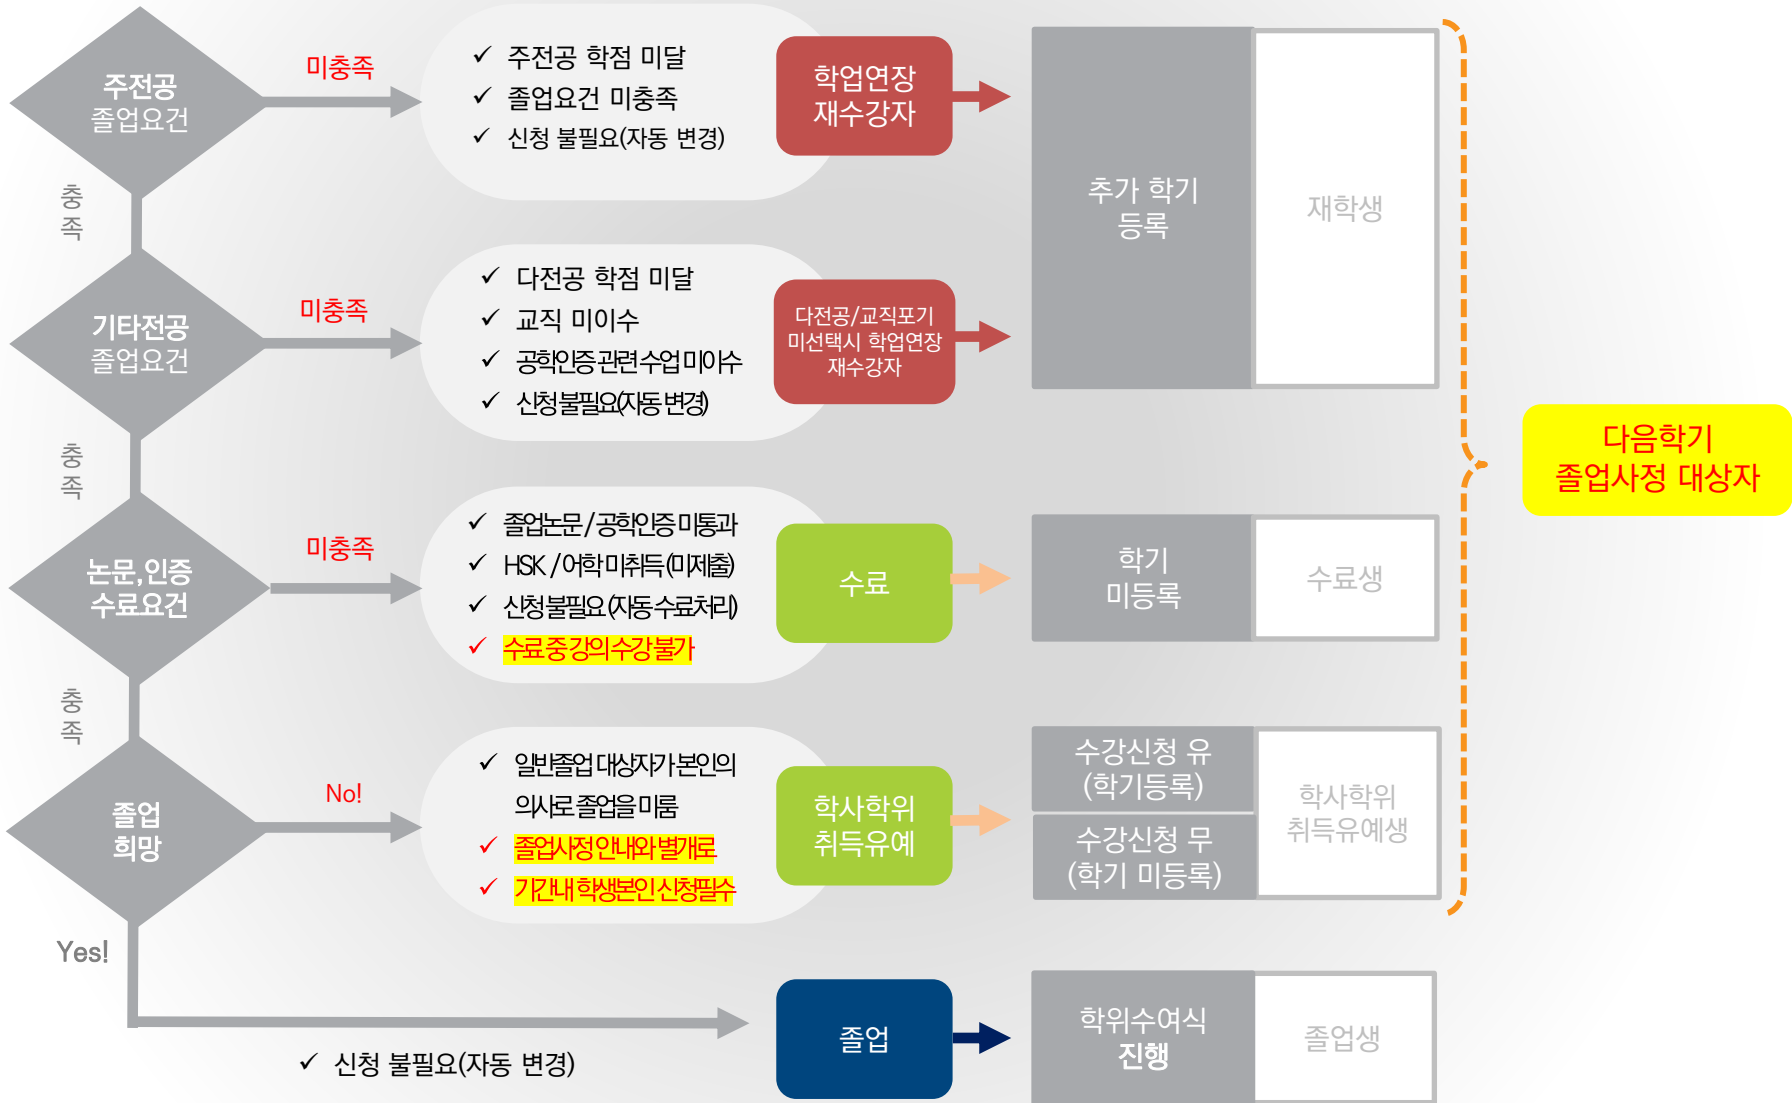 주전공
졸업요건
미충족
✓ 주전공 학점 미달
✓ 졸업요건 미충족
✓ 신청 불필요(자동 변경)
학업연장
재수강자
추가 학기
등록
재학생
충
족
기타전공
졸업요건
미충족
✓ 다전공 학점 미달
✓ 교직 미이수
✓ 공학인증 관련 수업 미이수
✓ 신청 불필요(자동 변경)
다전공/교직포기
미선택시 학업연장
재수강자
다음학기
졸업사정 대상자
충
족
논문,인증
수료요건
미충족
✓ 졸업논문 / 공학인증 미통과
✓ HSK / 어학 미취득 (미제출)
✓ 신청 불필요 (자동 수료처리)
✓ 수료 중 강의 수강 불가
수료
학기
미등록
수료생
충
족
졸업
희망
No!
✓ 일반졸업 대상자가 본인의
의사로 졸업을 미룸
✓ 졸업사정 안내와 별개로
✓ 기간내 학생본인 신청필수
학사학위
취득유예
수강신청 유
(학기등록)
수강신청 무
(학기 미등록)
학사학위
취득유예생
Yes!
✓ 신청 불필요(자동 변경)
졸업
학위수여식
진행
졸업생